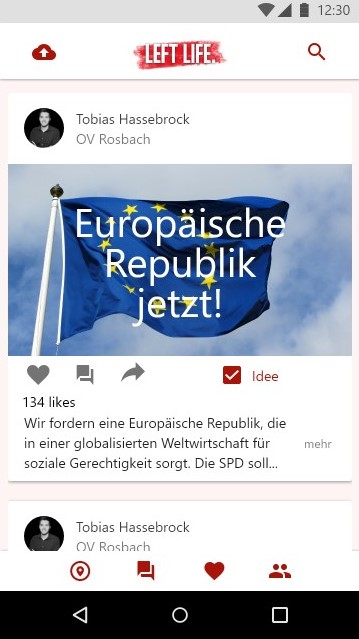 12:30
LEFT LIFE.
Tobias Hassebrock
OV Rosbach
Europäische
Republik
jetzt!
Idee
134 likes
Wir fordern eine Europäische Republik, die
in einer globalisierten Weltwirtschaft für
soziale Gerechtigkeit sorgt. Die SPD soll...
mehr
Tobias Hassebrock
OV Rosbach